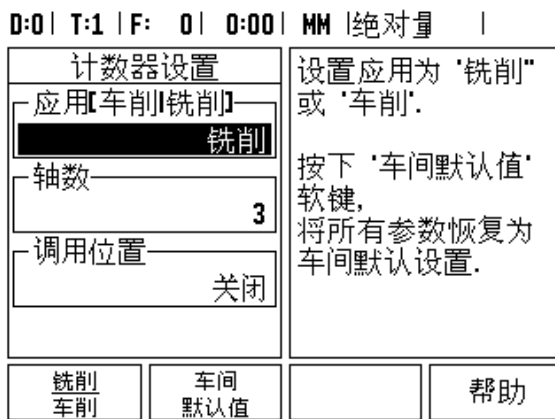 D:0| T:1 |F: 0| 0:00| MM |绝对量 |
计数器设置
应用[车削|铣削]
铣削
轴数
3
调用位置
关闭
设置应用为 '铣削"
或 '车削'.
按下 '车间默认值'
软键,
将所有参数恢复为
车间默认设置.
铣削
车削
车间
默认值
帮助